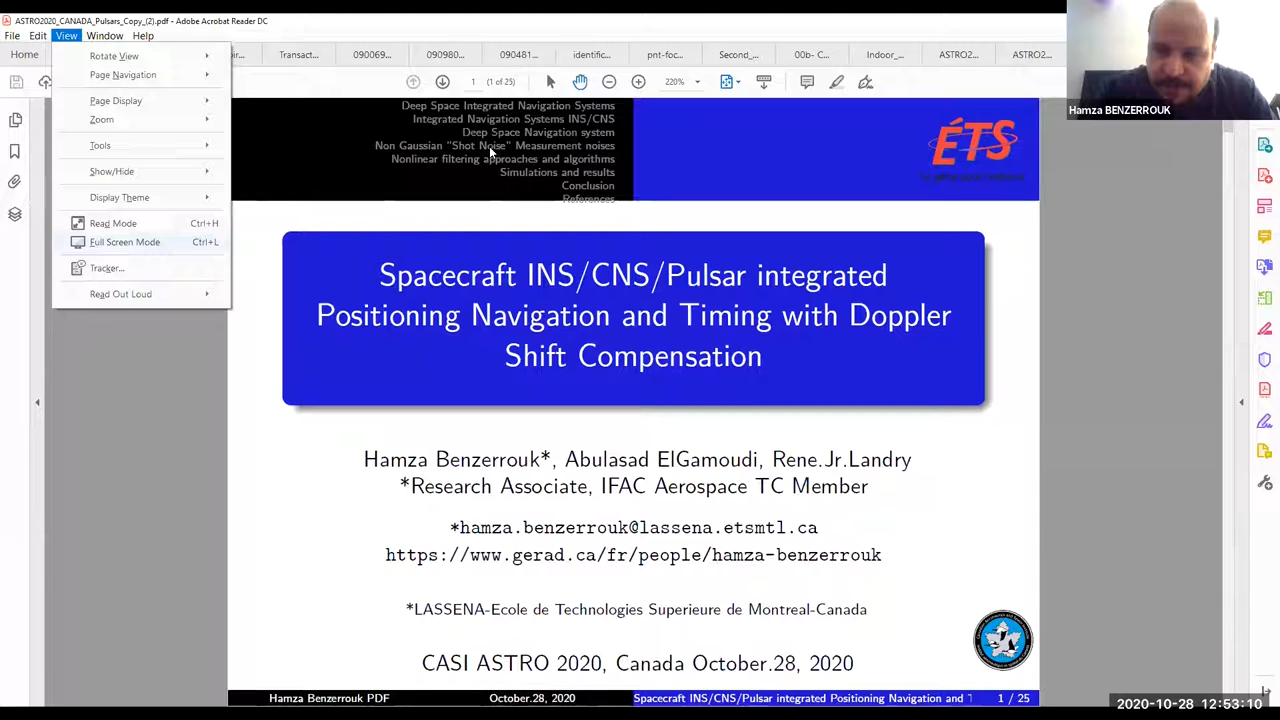 ASTRO2020_CANADA_Pulsars_Copy_(2).pdf - Adobe Acrobat Reader DC
File Edit View Window Help
Home Transact... 090069... 090980... 090481... identific... pnt-foc... Second_... 00b- C... Indoor_... ASTRO2... ASTRO2...
1 (1 of 25) 220%
Rotate View
Page Navigation
Page Display
Zoom
Tools
Show/Hide
Display Theme
Read Mode Ctrl+H
Full Screen Mode Ctrl+L
Tracker...
Read Out Loud
Deep Space Integrated Navigation Systems
Integrated Navigation Systems INS/CNS
Deep Space Navigation system
Non Gaussian "Shot Noise" Measurement noises
Nonlinear filtering approaches and algorithms
Simulations and results
Conclusion
References
ÉTS
Hamza BENZERROUK
Spacecraft INS/CNS/Pulsar integrated
Positioning Navigation and Timing with Doppler
Shift Compensation
Hamza Benzerrouk*, Abulasad ElGamoudi, Rene.Jr.Landry
*Research Associate, IFAC Aerospace TC Member
*hamza.benzerrouk@lassena.etsmtl.ca
https://www.gerad.ca/fr/people/hamza-benzerrouk
*LASSENA-Ecole de Technologies Superieure de Montreal-Canada
CASI ASTRO 2020, Canada October.28, 2020
Hamza Benzerrouk PDF October.28, 2020 Spacecraft INS/CNS/Pulsar integrated Positioning Navigation and 1 / 25
2020-10-28 12:53:10